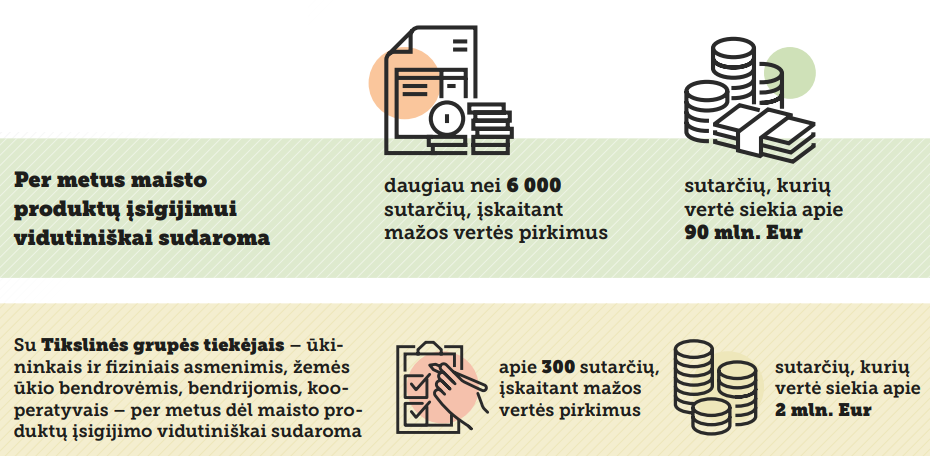 Per metus maisto
produktų įsigijimui
vidutiniškai sudaroma
daugiau nei 6 000
sutarčių, įskaitant
mažos vertės pirkimus
sutarčių, kurių
vertė siekia apie
90 mln. Eur
Su Tikslinės grupės tiekėjais – ūki-
ninkais ir fiziniais asmenimis, žemės
ūkio bendrovėmis, bendrijomis, koo-
peratyvais – per metus dėl maisto pro-
duktų įsigijimo vidutiniškai sudaroma
apie 300 sutarčių,
įskaitant mažos
vertės pirkimus
sutarčių, kurių
vertė siekia apie
2 mln. Eur